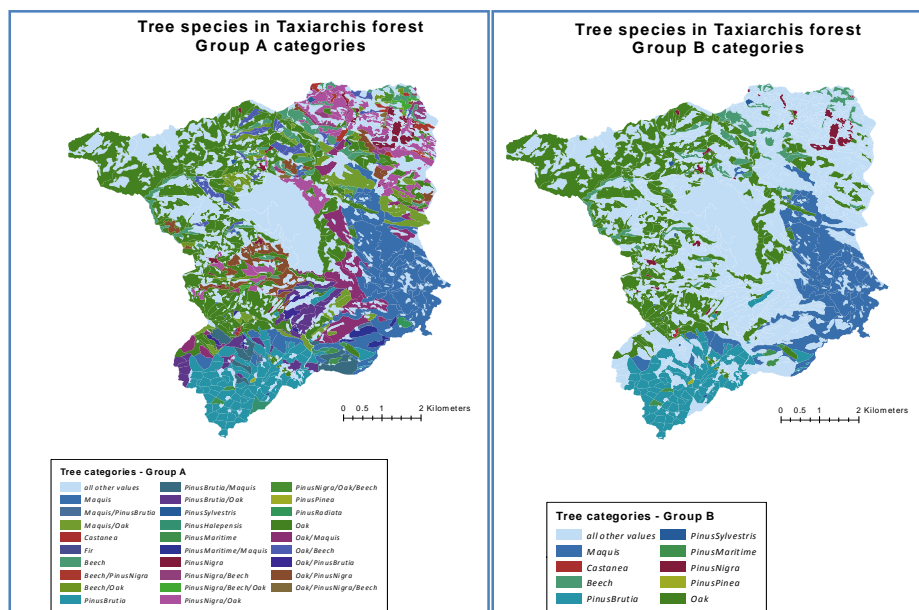 Tree species in Taxiarchis forest
Group A categories
0 0.5 1 2 Kilometers
Tree categories - Group A
all other values
Maquis
Maquis/PinusBrutia
Maquis/Oak
Castanea
Fir
Beech
Beech/PinusNigra
Beech/Oak
PinusBrutia
PinusBrutia/Maquis
PinusBrutia/Oak
PinusSylvestris
PinusHalepensis
PinusMaritime
PinusMaritime/Maquis
PinusNigra
PinusNigra/Beech
PinusNigra/Beech/Oak
PinusNigra/Oak
PinusNigra/Oak/Beech
PinusPinea
PinusRadiata
Oak
Oak/Maquis
Oak/Beech
Oak/PinusBrutia
Oak/PinusNigra
Oak/PinusNigra/Beech
Tree species in Taxiarchis forest
Group B categories
0 0.5 1 2 Kilometers
Tree categories - Group B
all other values
Maquis
Castanea
Beech
PinusBrutia
PinusSylvestris
PinusMaritime
PinusNigra
PinusPinea
Oak